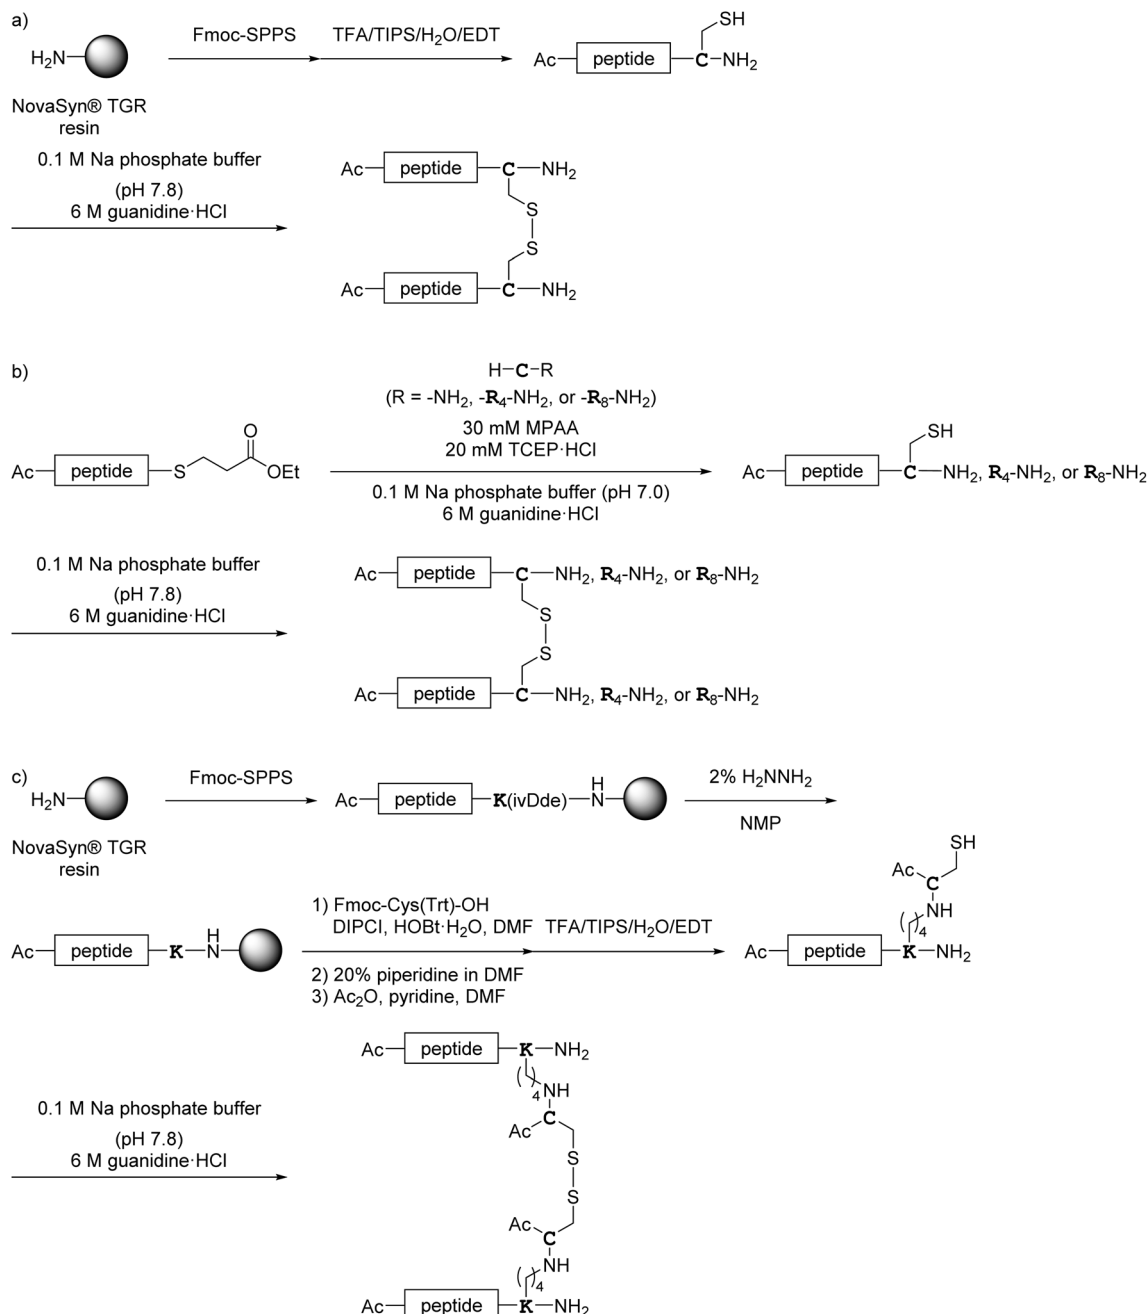 a)
Fmoc-SPPS TFA/TIPS/H₂O/EDT
SH
H₂N
Ac peptide C NH₂
NovaSyn® TGR
resin
0.1 M Na phosphate buffer
(pH 7.8)
6 M guanidine·HCl
Ac peptide C NH₂
S
S
Ac peptide C NH₂
b)
H–C–R
(R = -NH₂, -R₄-NH₂, or -R₈-NH₂)
30 mM MPAA
20 mM TCEP·HCl
0.1 M Na phosphate buffer (pH 7.0)
6 M guanidine·HCl
Ac peptide S O OEt
SH
Ac peptide C NH₂, R₄-NH₂, or R₈-NH₂
0.1 M Na phosphate buffer
(pH 7.8)
6 M guanidine·HCl
Ac peptide C NH₂, R₄-NH₂, or R₈-NH₂
S
S
Ac peptide C NH₂, R₄-NH₂, or R₈-NH₂
c)
H₂N
NovaSyn® TGR
resin
Fmoc-SPPS
Ac peptide K(ivDde) H N
2% H₂NNH₂
NMP
Ac peptide K H N
1) Fmoc-Cys(Trt)-OH
DIPCI, HOBt·H₂O, DMF
2) 20% piperidine in DMF
3) Ac₂O, pyridine, DMF
TFA/TIPS/H₂O/EDT
SH
Ac C
NH
( )₄
Ac peptide K NH₂
0.1 M Na phosphate buffer
(pH 7.8)
6 M guanidine·HCl
Ac peptide K NH₂
( )₄ NH
Ac C
S
S
Ac C
( )₄ NH
Ac peptide K NH₂